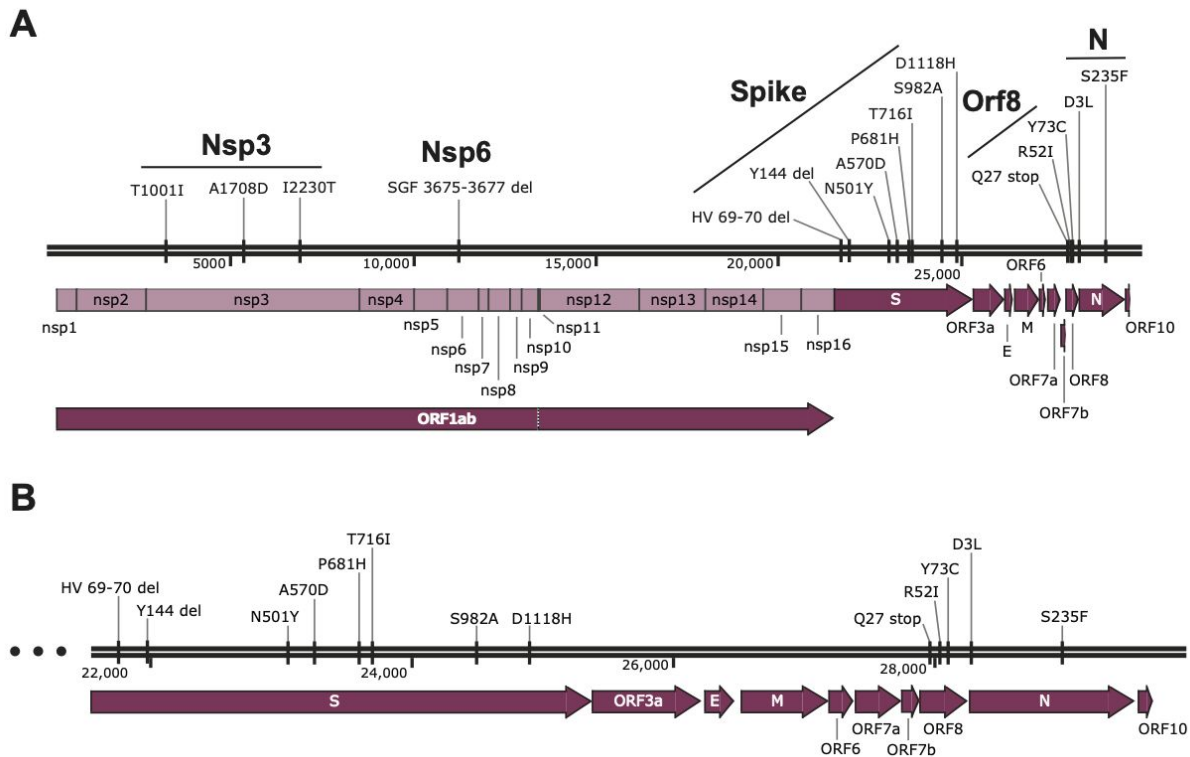 A
N
D1118H
S235F
Spike
S982A
Orf8
D3L
T716I
Y73C
Nsp3
Nsp6
P681H
R52I
Y144 del
A570D
Q27 stop
T1001I
A1708D
I2230T
SGF 3675-3677 del
N501Y
HV 69-70 del
5000
10,000
15,000
20,000
25,000
ORF6
nsp2
nsp3
nsp4
nsp12
nsp13
nsp14
S
N
nsp1
nsp5
nsp11
ORF3a
M
ORF10
nsp6
nsp10
nsp15
nsp16
E
nsp7
nsp9
ORF7a
ORF8
nsp8
ORF7b
ORF1ab
B
T716I
D3L
P681H
Y73C
HV 69-70 del
A570D
R52I
Y144 del
N501Y
S982A
D1118H
Q27 stop
S235F
• • •
22,000
24,000
26,000
28,000
S
ORF3a
E
M
N
ORF7a
ORF8
ORF10
ORF6
ORF7b